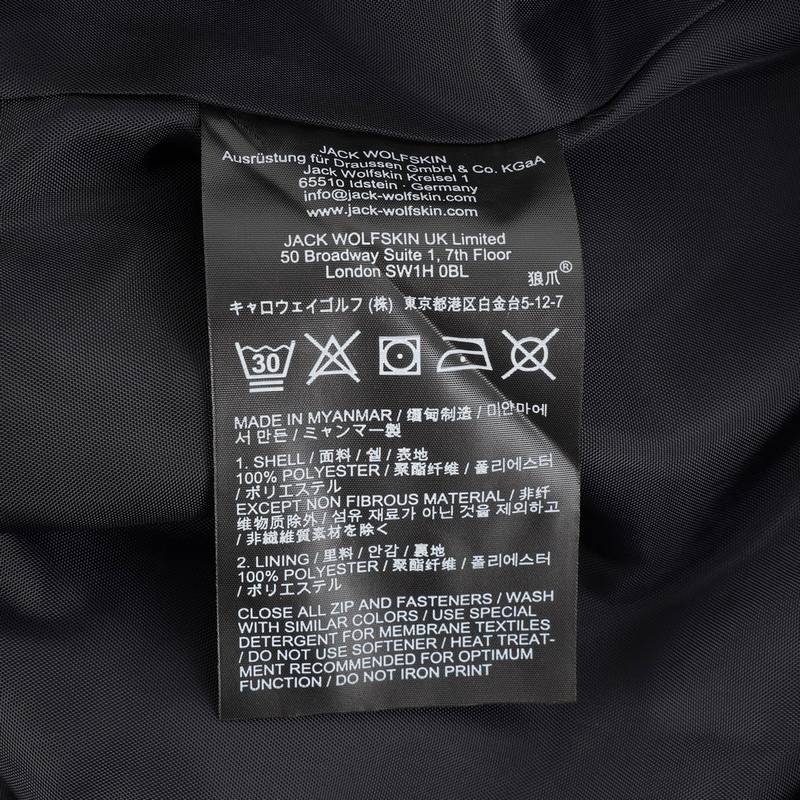 JACK WOLFSKIN
Ausrüstung für Draussen GmbH & Co. KGaA
Jack Wolfskin Kreisel 1
65510 Idstein · Germany
info@jack-wolfskin.com
www.jack-wolfskin.com
JACK WOLFSKIN UK Limited
50 Broadway Suite 1, 7th Floor
London SW1H 0BL
狼爪®
キャロウェイゴルフ (株) 東京都港区白金台5-12-7
30
MADE IN MYANMAR / 缅甸制造 / 미얀마에
서 만든 / ミャンマー製
1. SHELL / 面料 / 쉘 / 表地
100% POLYESTER / 聚酯纤维 / 폴리에스터
/ ポリエステル
EXCEPT NON FIBROUS MATERIAL / 非纤
维物质除外 / 섬유 재료가 아닌 것을 제외하고
/ 非繊維質素材を除く
2. LINING / 里料 / 안감 / 裏地
100% POLYESTER / 聚酯纤维 / 폴리에스터
/ ポリエステル
CLOSE ALL ZIP AND FASTENERS / WASH
WITH SIMILAR COLORS / USE SPECIAL
DETERGENT FOR MEMBRANE TEXTILES
/ DO NOT USE SOFTENER / HEAT TREAT-
MENT RECOMMENDED FOR OPTIMUM
FUNCTION / DO NOT IRON PRINT